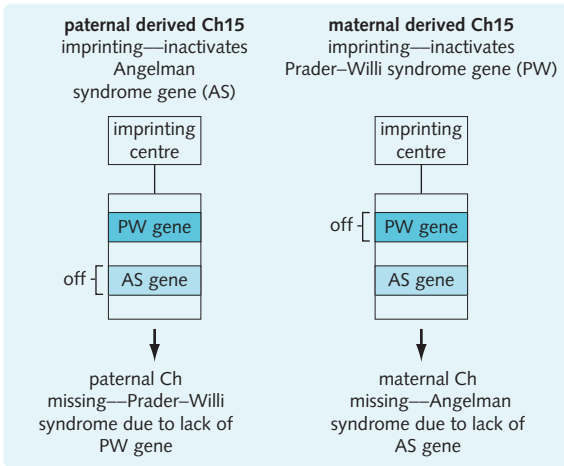 paternal derived Ch15
imprinting––inactivates
Angelman
syndrome gene (AS)
imprinting
centre
PW gene
off
AS gene
paternal Ch
missing––Prader–Willi
syndrome due to lack of
PW gene
maternal derived Ch15
imprinting––inactivates
Prader–Willi syndrome gene (PW)
imprinting
centre
off
PW gene
AS gene
maternal Ch
missing––Angelman
syndrome due to lack of
AS gene